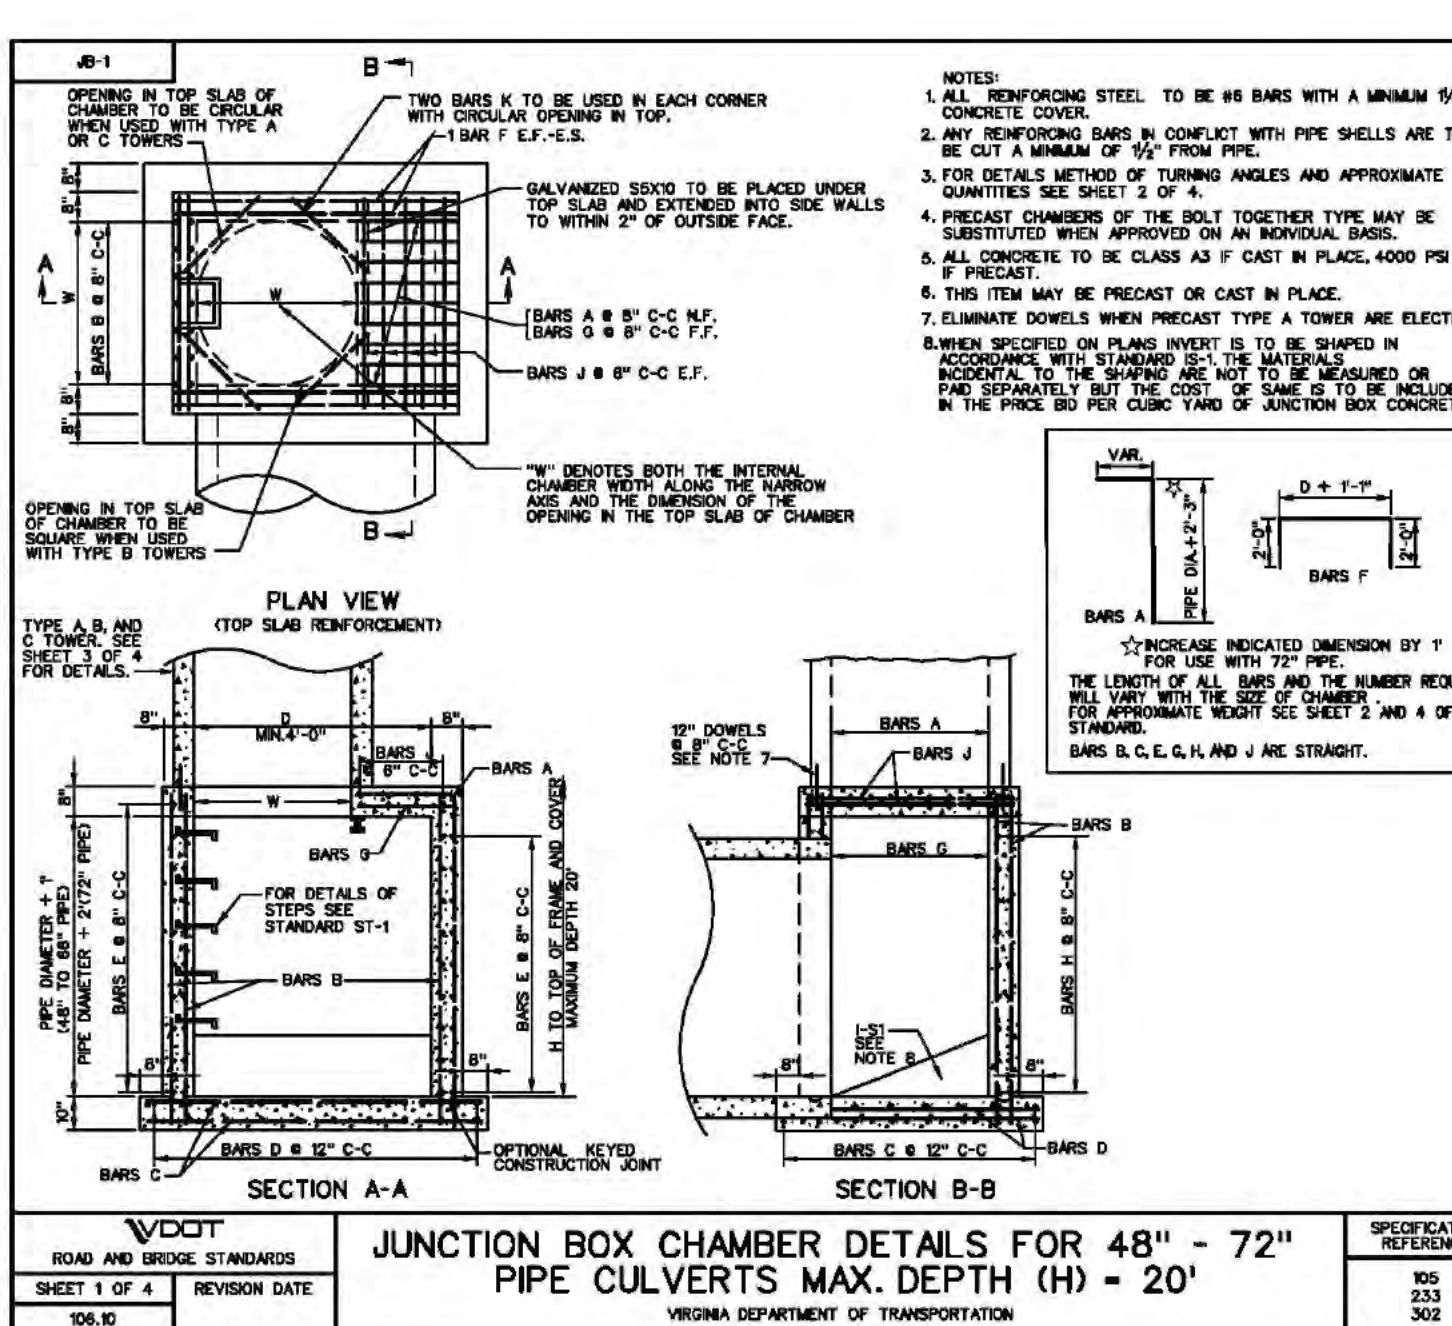 JB-1
B
OPENING IN TOP SLAB OF
CHAMBER TO BE CIRCULAR
WHEN USED WITH TYPE A
OR C TOWERS
TWO BARS K TO BE USED IN EACH CORNER
WITH CIRCULAR OPENING IN TOP.
1 BAR F E.F.-E.S.
GALVANIZED S5X10 TO BE PLACED UNDER
TOP SLAB AND EXTENDED INTO SIDE WALLS
TO WITHIN 2" OF OUTSIDE FACE.
8"
8"
BARS B @ 8" C-C
W
8"
8"
A
W
A
BARS A @ 8" C-C N.F.
BARS G @ 8" C-C F.F.
BARS J @ 6" C-C E.F.
"W" DENOTES BOTH THE INTERNAL
CHAMBER WIDTH ALONG THE NARROW
AXIS AND THE DIMENSION OF THE
OPENING IN THE TOP SLAB OF CHAMBER
OPENING IN TOP SLAB
OF CHAMBER TO BE
SQUARE WHEN USED
WITH TYPE B TOWERS
B
PLAN VIEW
(TOP SLAB REINFORCEMENT)
NOTES:
1. ALL REINFORCING STEEL TO BE #6 BARS WITH A MINIMUM
CONCRETE COVER.
2. ANY REINFORCING BARS IN CONFLICT WITH PIPE SHELLS ARE
BE CUT A MINIMUM OF 1½" FROM PIPE.
3. FOR DETAILS METHOD OF TURNING ANGLES AND APPROXIMATE
QUANTITIES SEE SHEET 2 OF 4.
4. PRECAST CHAMBERS OF THE BOLT TOGETHER TYPE MAY BE
SUBSTITUTED WHEN APPROVED ON AN INDIVIDUAL BASIS.
5. ALL CONCRETE TO BE CLASS A3 IF CAST IN PLACE, 4000 PSI
IF PRECAST.
6. THIS ITEM MAY BE PRECAST OR CAST IN PLACE.
7. ELIMINATE DOWELS WHEN PRECAST TYPE A TOWER ARE ELECT
8. WHEN SPECIFIED ON PLANS INVERT IS TO BE SHAPED IN
ACCORDANCE WITH STANDARD IS-1. THE MATERIALS
INCIDENTAL TO THE SHAPING ARE NOT TO BE MEASURED OR
PAID SEPARATELY BUT THE COST OF SAME IS TO BE INCLUDE
IN THE PRICE BID PER CUBIC YARD OF JUNCTION BOX CONCRET
VAR.
☆
PIPE DIA.+2'-3"
BARS A
D + 1'-1"
2'-0"
2'-0"
BARS F
☆ INCREASE INDICATED DIMENSION BY 1'
FOR USE WITH 72" PIPE.
THE LENGTH OF ALL BARS AND THE NUMBER REQU
WILL VARY WITH THE SIZE OF CHAMBER .
FOR APPROXIMATE WEIGHT SEE SHEET 2 AND 4 OF
STANDARD.
BARS B, C, E, G, H, AND J ARE STRAIGHT.
TYPE A, B, AND
C TOWER. SEE
SHEET 3 OF 4
FOR DETAILS.
8"
D
MIN.4'-0"
8"
BARS J
@ 6" C-C
BARS A
W
8"
BARS G
FOR DETAILS OF
STEPS SEE
STANDARD ST-1
BARS B
PIPE DIAMETER + 1'
(48" TO 66" PIPE)
PIPE DIAMETER + 2'(72" PIPE)
BARS E @ 8" C-C
BARS E @ 8" C-C
H TO TOP OF FRAME AND COVER
MAXIMUM DEPTH 20'
8"
8"
10"
BARS D @ 12" C-C
BARS C
OPTIONAL KEYED
CONSTRUCTION JOINT
SECTION A-A
12" DOWELS
@ 8" C-C
SEE NOTE 7
BARS A
BARS J
BARS B
BARS G
BARS H @ 8" C-C
I-S1
SEE
NOTE 8
8"
8"
BARS C @ 12" C-C
BARS D
SECTION B-B
VDOT
ROAD AND BRIDGE STANDARDS
SHEET 1 OF 4
REVISION DATE
106.10
JUNCTION BOX CHAMBER DETAILS FOR 48" - 72"
PIPE CULVERTS MAX. DEPTH (H) = 20'
VIRGINIA DEPARTMENT OF TRANSPORTATION
SPECIFICAT
REFEREN
105
233
302